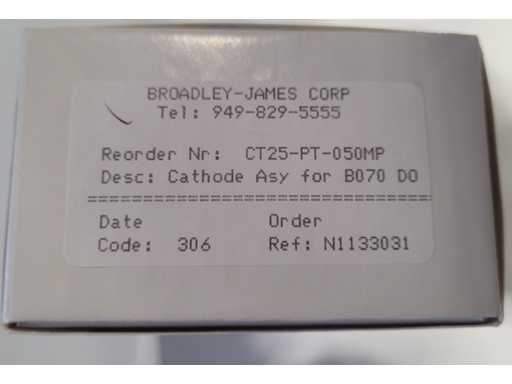 BROADLEY-JAMES CORP
Tel: 949-829-5555
Reorder Nr: CT25-PT-050MP
Desc: Cathode Asy for B070 DO
================================
Date Order
Code: 306 Ref: N1133031